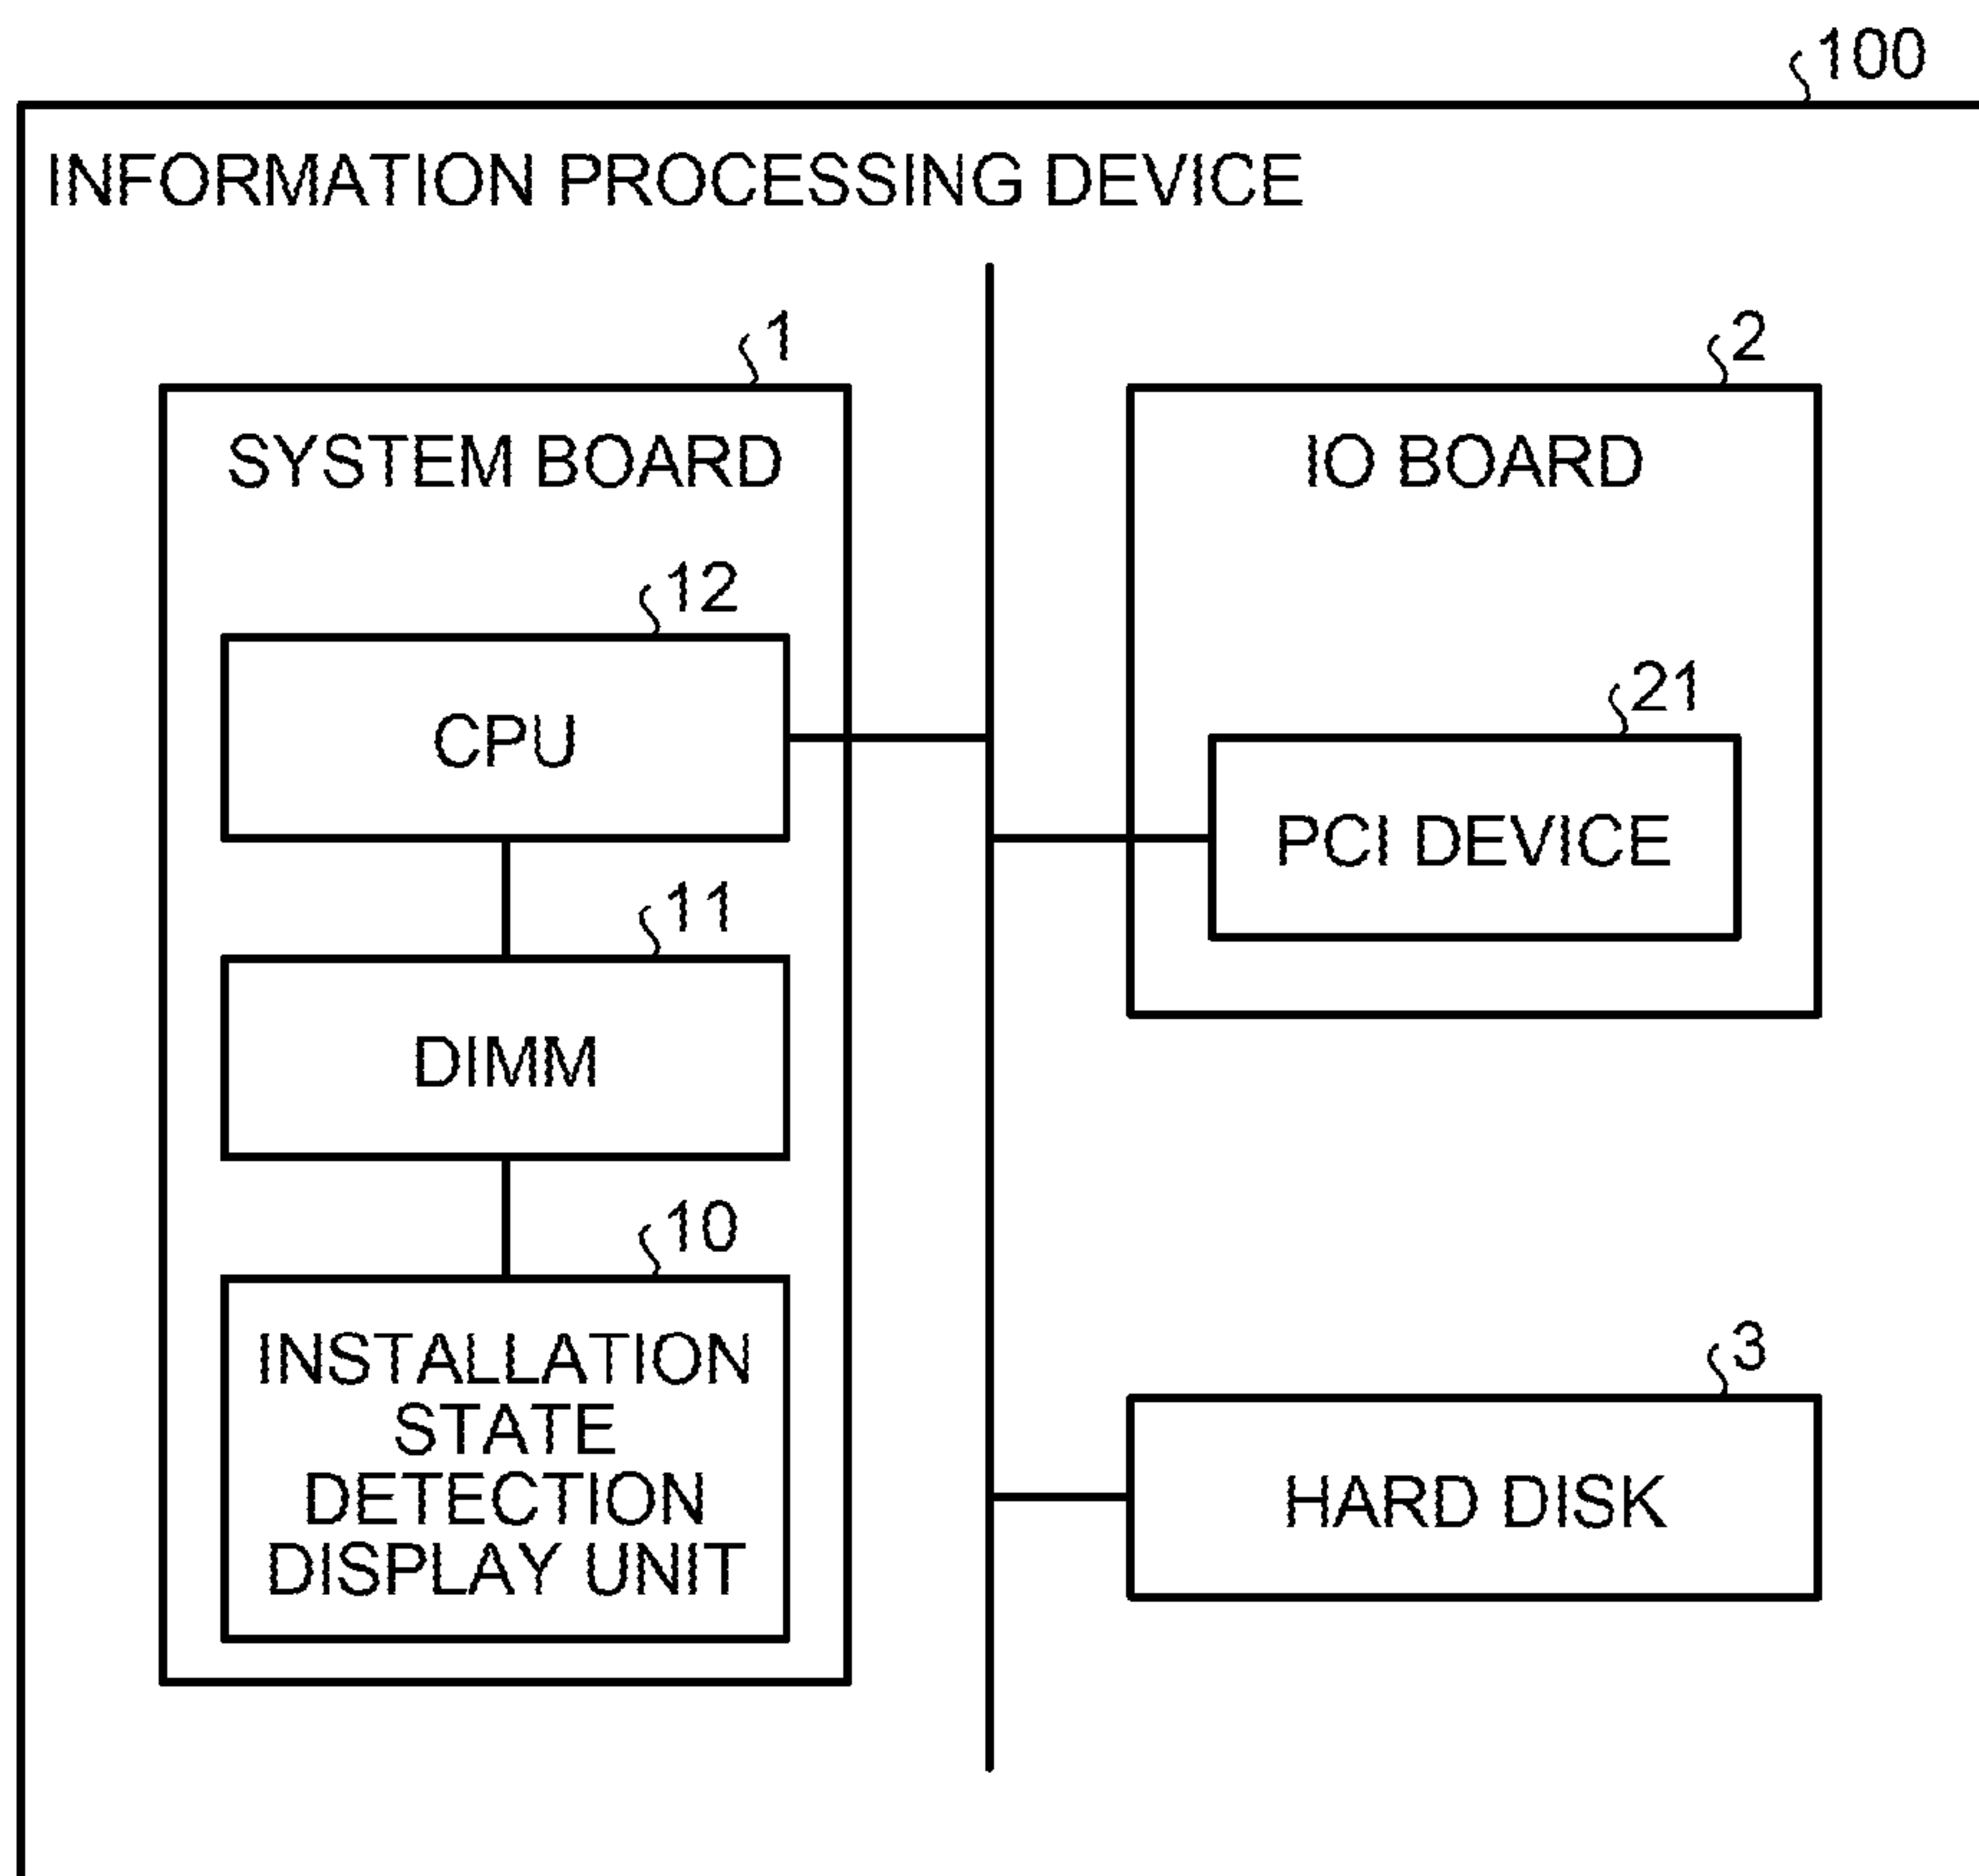 100
INFORMATION PROCESSING DEVICE
1
SYSTEM BOARD
12
CPU
11
DIMM
10
INSTALLATION
STATE
DETECTION
DISPLAY UNIT
2
IO BOARD
21
PCI DEVICE
3
HARD DISK